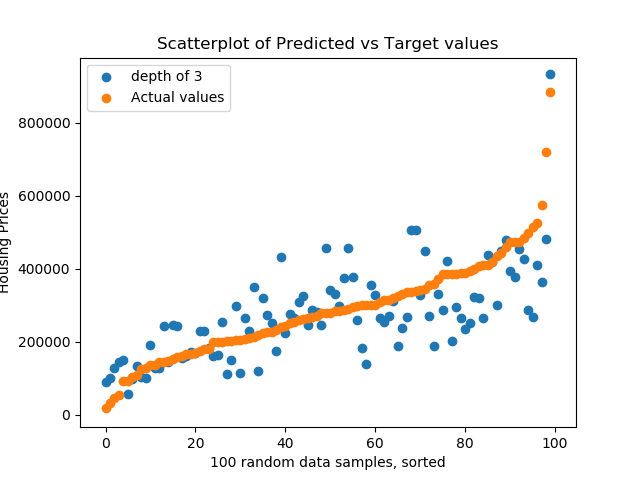 Scatterplot of Predicted vs Target values
depth of 3
Actual values
800000
600000
400000
200000
0
Housing Prices
0 20 40 60 80 100
100 random data samples, sorted